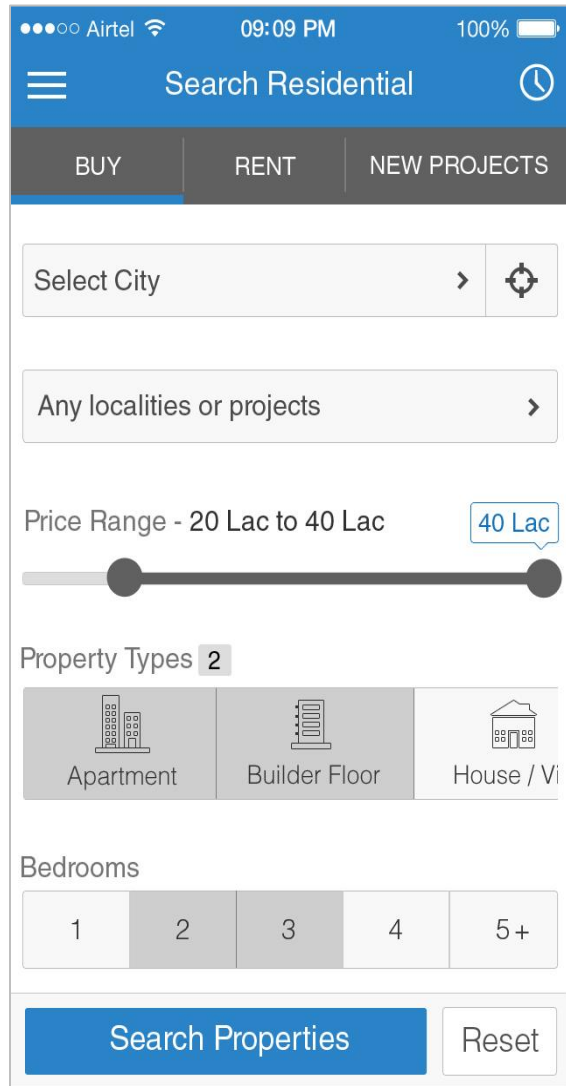 Airtel 09:09 PM 100%
Search Residential
BUY RENT NEW PROJECTS
Select City
Any localities or projects
Price Range - 20 Lac to 40 Lac 40 Lac
Property Types 2
Apartment Builder Floor House / Vi
Bedrooms
1 2 3 4 5+
Search Properties Reset